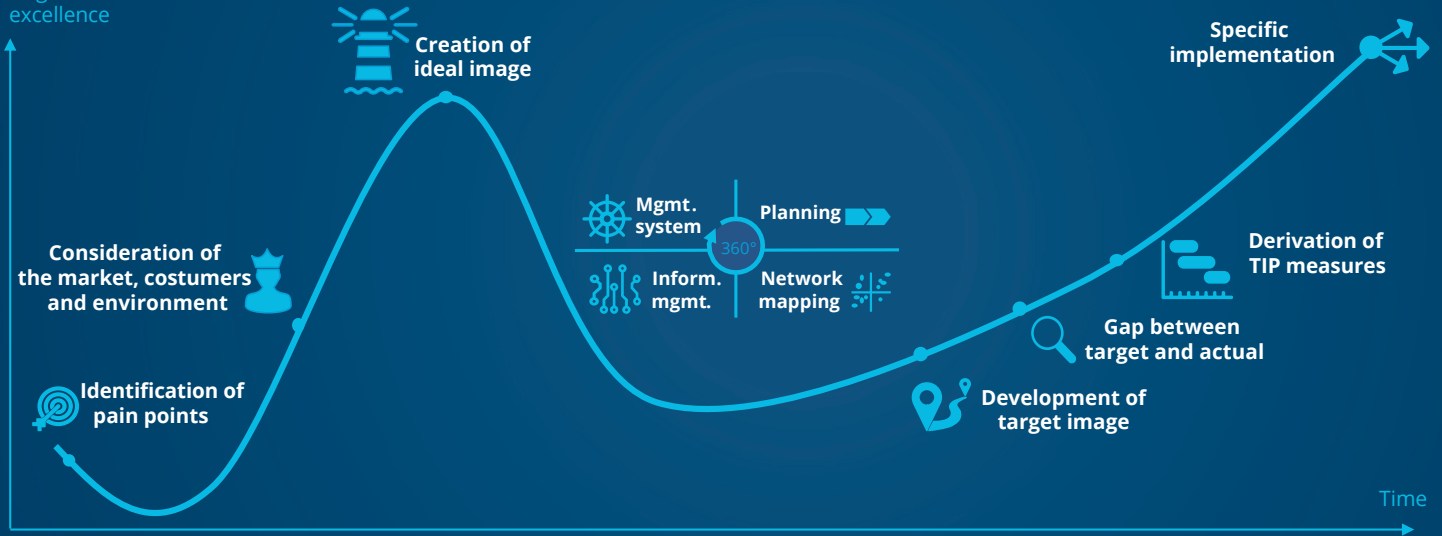 excellence
Creation of
ideal image
Specific
implementation
Mgmt.
system
Planning
360°
Inform.
mgmt.
Network
mapping
Consideration of
the market, costumers
and environment
Derivation of
TIP measures
Gap between
target and actual
Identification of
pain points
Development of
target image
Time